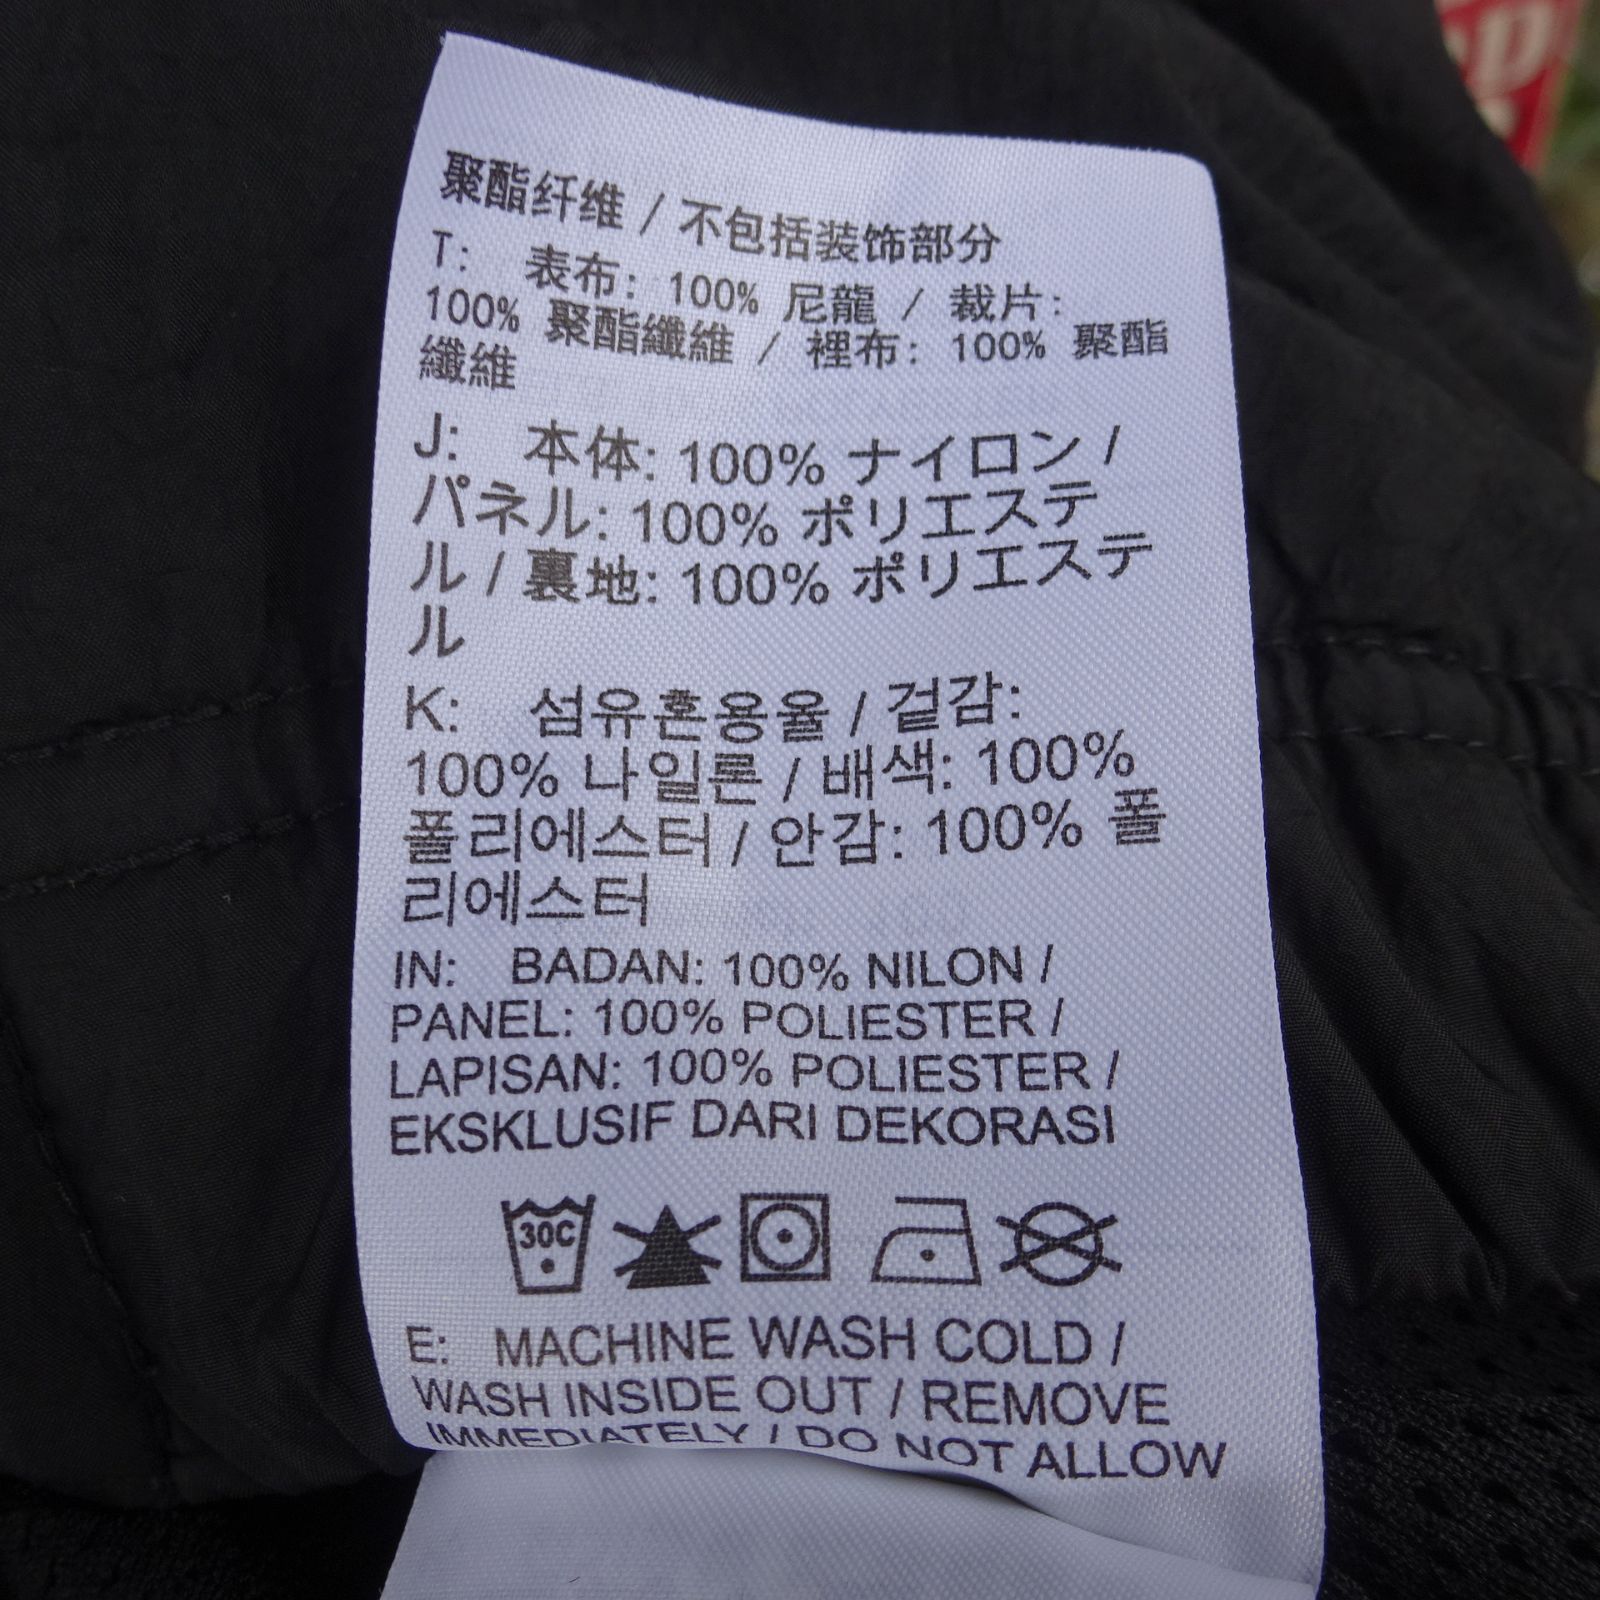 聚酯纤维 / 不包括装饰部分
T: 表布: 100% 尼龍 / 裁片:
100% 聚酯纖維 / 裡布: 100% 聚酯
纖維
J: 本体: 100% ナイロン /
パネル: 100% ポリエステ
ル / 裏地: 100% ポリエステ
ル
K: 섬유혼용율 / 겉감:
100% 나일론 / 배색: 100%
폴리에스터 / 안감: 100% 폴
리에스터
IN: BADAN: 100% NILON /
PANEL: 100% POLIESTER /
LAPISAN: 100% POLIESTER /
EKSKLUSIF DARI DEKORASI
30C
E: MACHINE WASH COLD /
WASH INSIDE OUT / REMOVE
IMMEDIATELY / DO NOT ALLOW